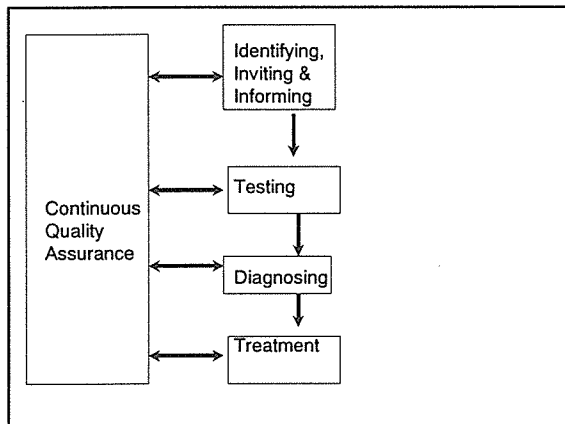 Identifying,
Inviting &
Informing
Testing
Continuous
Quality
Assurance
Diagnosing
Treatment